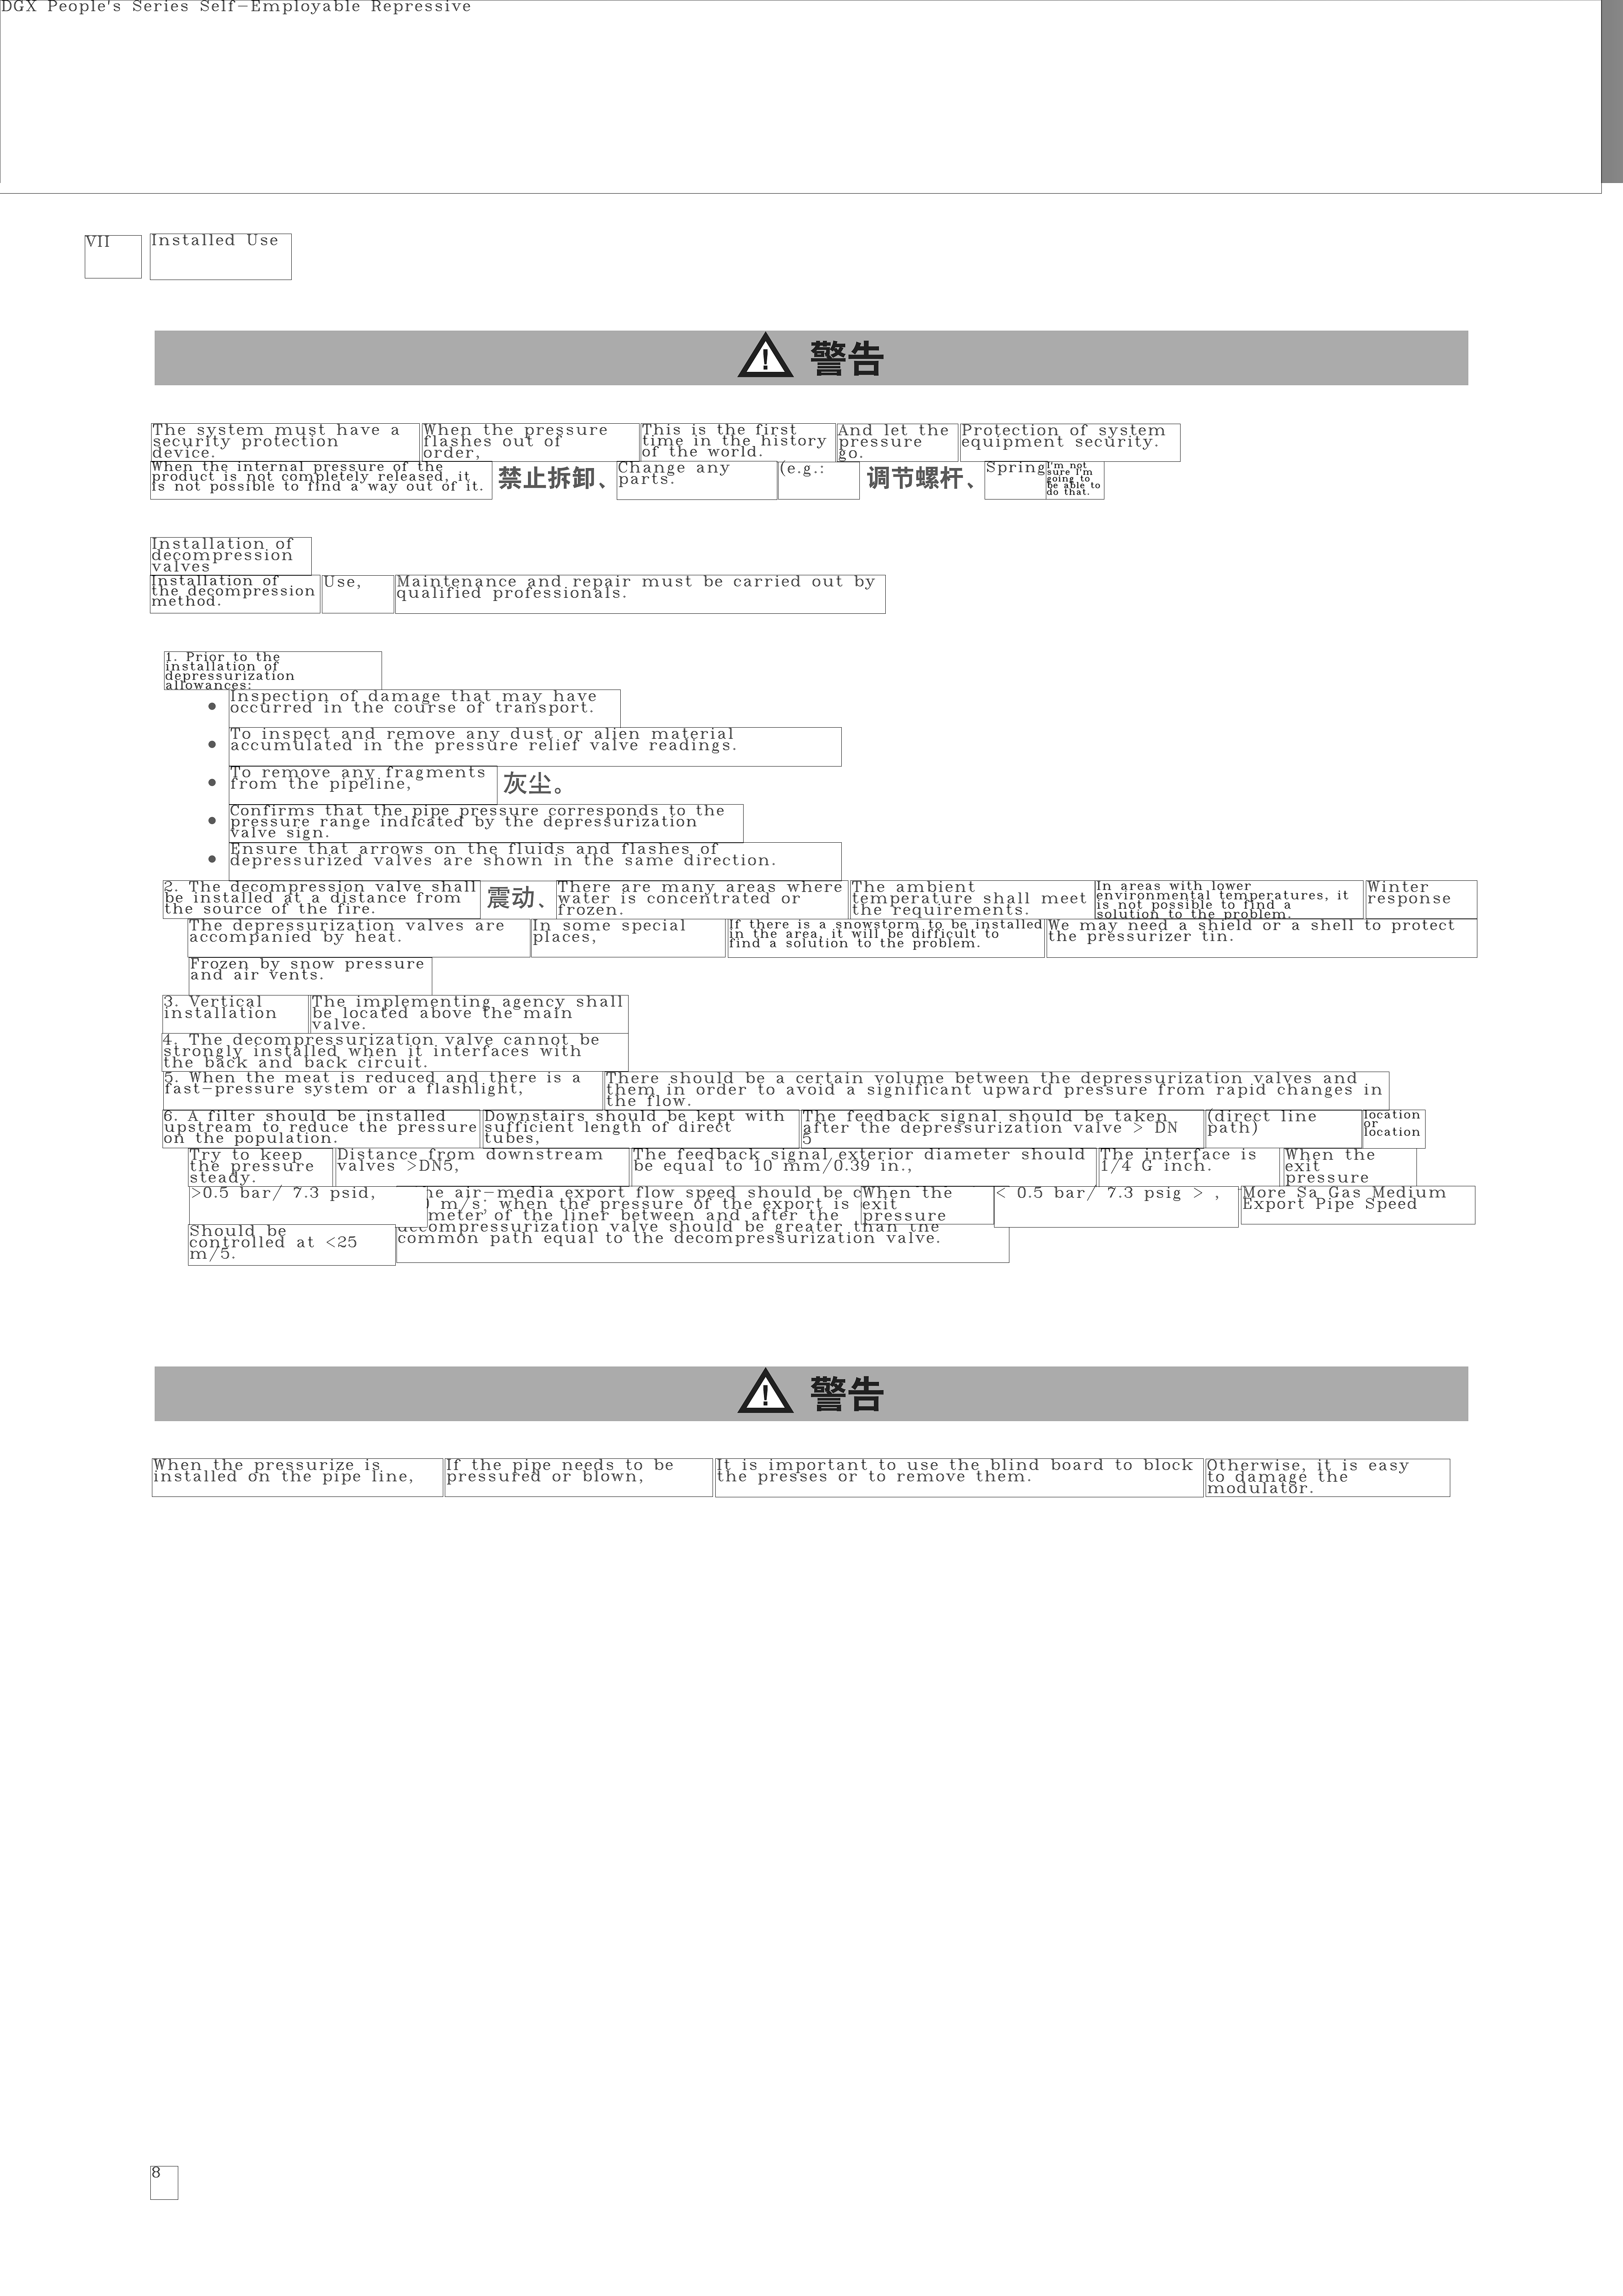 DGX People's Series Self-Employable Repressive
VII
Installed Use
警告
The system must have a
security protection
device.
When the pressure
flashes out of
order,
This is the first
time in the history
of the world.
And let the
pressure
go.
Protection of system
equipment security.
When the internal pressure of the
product is not completely released, it
is not possible to find a way out of it.
禁止拆卸、
Change any
parts.
(e.g.:
调节螺杆、
Spring
I'm not
sure I'm
going to
be able to
do that.
Installation of
decompression
valves
Installation of
the decompression
method.
Use,
Maintenance and repair must be carried out by
qualified professionals.
1. Prior to the
installation of
depressurization
allowances:
Inspection of damage that may have
occurred in the course of transport.
To inspect and remove any dust or alien material
accumulated in the pressure relief valve readings.
To remove any fragments
from the pipeline,
灰尘。
Confirms that the pipe pressure corresponds to the
pressure range indicated by the depressurization
valve sign.
Ensure that arrows on the fluids and flashes of
depressurized valves are shown in the same direction.
2. The decompression valve shall
be installed at a distance from
the source of the fire.
震动、
There are many areas where
water is concentrated or
frozen.
The ambient
temperature shall meet
the requirements.
In areas with lower
environmental temperatures, it
is not possible to find a
solution to the problem.
Winter
response
The depressurization valves are
accompanied by heat.
In some special
places,
If there is a snowstorm to be installed
in the area, it will be difficult to
find a solution to the problem.
We may need a shield or a shell to protect
the pressurizer tin.
Frozen by snow pressure
and air vents.
3. Vertical
installation
The implementing agency shall
be located above the main
valve.
4. The decompressurization valve cannot be
strongly installed when it interfaces with
the back and back circuit.
5. When the meat is reduced and there is a
fast-pressure system or a flashlight,
There should be a certain volume between the depressurization valves and
them in order to avoid a significant upward pressure from rapid changes in
the flow.
6. A filter should be installed
upstream to reduce the pressure
on the population.
Downstairs should be kept with
sufficient length of direct
tubes,
The feedback signal should be taken
after the depressurization valve > DN
5
(direct line
path)
location
or
location
Try to keep
the pressure
steady.
Distance from downstream
valves >DN5,
The feedback signal exterior diameter should
be equal to 10 mm/0.39 in.,
The interface is
1/4 G inch.
When the
exit
pressure
>0.5 bar/ 7.3 psid,
he air-media export flow speed should be c
m/s; when the pressure of the export is
meter of the liner between and after the
decompressurization valve should be greater than the
common path equal to the decompressurization valve.
When the
exit
pressure
< 0.5 bar/ 7.3 psig > ,
More Sa Gas Medium
Export Pipe Speed
Should be
controlled at <25
m/5.
警告
When the pressurize is
installed on the pipe line,
If the pipe needs to be
pressured or blown,
It is important to use the blind board to block
the presses or to remove them.
Otherwise, it is easy
to damage the
modulator.
8